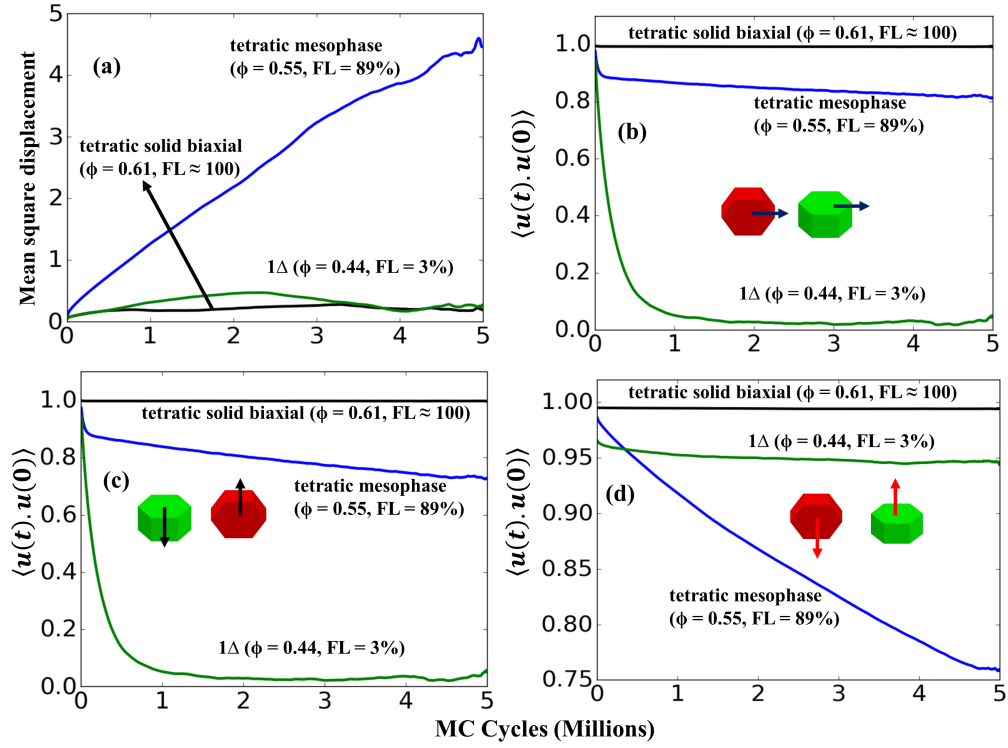 (a)
tetratic mesophase
(ϕ = 0.55, FL = 89%)
tetratic solid biaxial
(ϕ = 0.61, FL ≈ 100)
1Δ (ϕ = 0.44, FL = 3%)
Mean square displacement
5
4
3
2
1
0
0 1 2 3 4 5
tetratic solid biaxial (ϕ = 0.61, FL ≈ 100)
tetratic mesophase
(ϕ = 0.55, FL = 89%)
(b)
1Δ (ϕ = 0.44, FL = 3%)
⟨u(t). u(0)⟩
1.0
0.8
0.6
0.4
0.2
0.0
0 1 2 3 4 5
tetratic solid biaxial (ϕ = 0.61, FL ≈ 100)
(c)
tetratic mesophase
(ϕ = 0.55, FL = 89%)
1Δ (ϕ = 0.44, FL = 3%)
⟨u(t). u(0)⟩
1.0
0.8
0.6
0.4
0.2
0.0
0 1 2 3 4 5
tetratic solid biaxial (ϕ = 0.61, FL ≈ 100)
1Δ (ϕ = 0.44, FL = 3%)
(d)
tetratic mesophase
(ϕ = 0.55, FL = 89%)
⟨u(t). u(0)⟩
1.00
0.95
0.90
0.85
0.80
0.75
0 1 2 3 4 5
MC Cycles (Millions)